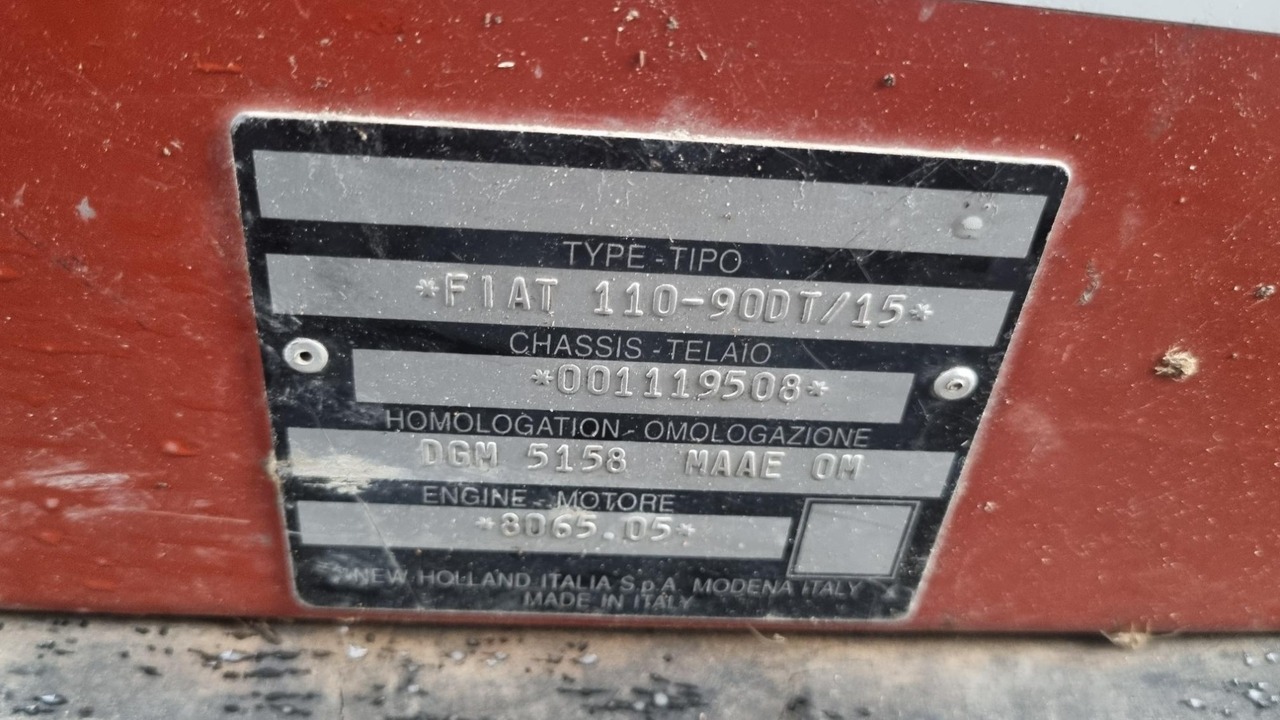 TYPE - TIPO
*FIAT 110-90DT/15*
CHASSIS - TELAIO
*001119508*
HOMOLOGATION - OMOLOGAZIONE
DGM 5158 MAAE OM
ENGINE - MOTORE
*8065.05*
NEW HOLLAND ITALIA S.p.A. MODENA ITALY
MADE IN ITALY